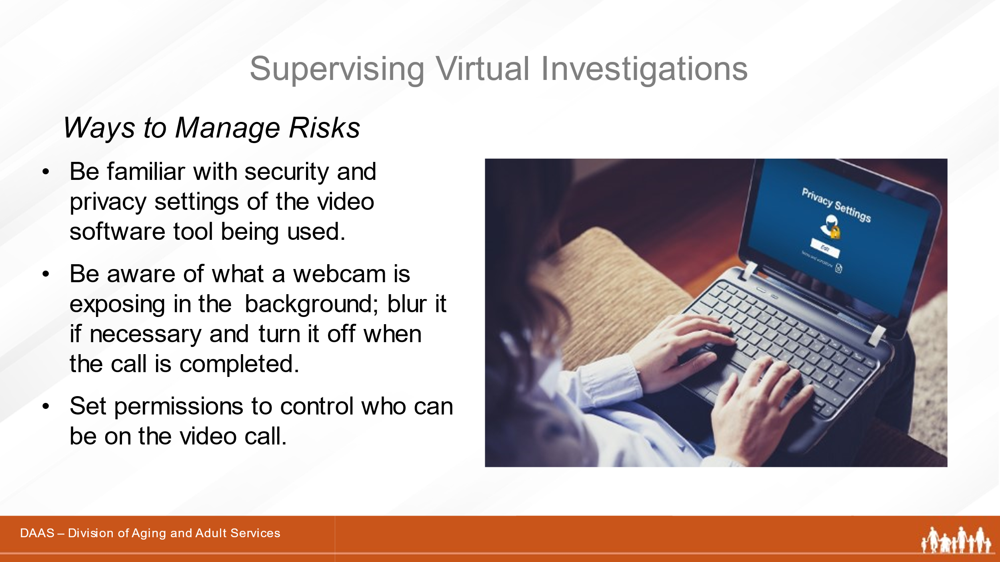 Supervising Virtual Investigations
Ways to Manage Risks
• Be familiar with security and
privacy settings of the video
software tool being used.
• Be aware of what a webcam is
exposing in the  background; blur it
if necessary and turn it off when
the call is completed.
• Set permissions to control who can
be on the video call.
Privacy Settings
Edit
DAAS – Division of Aging and Adult Services